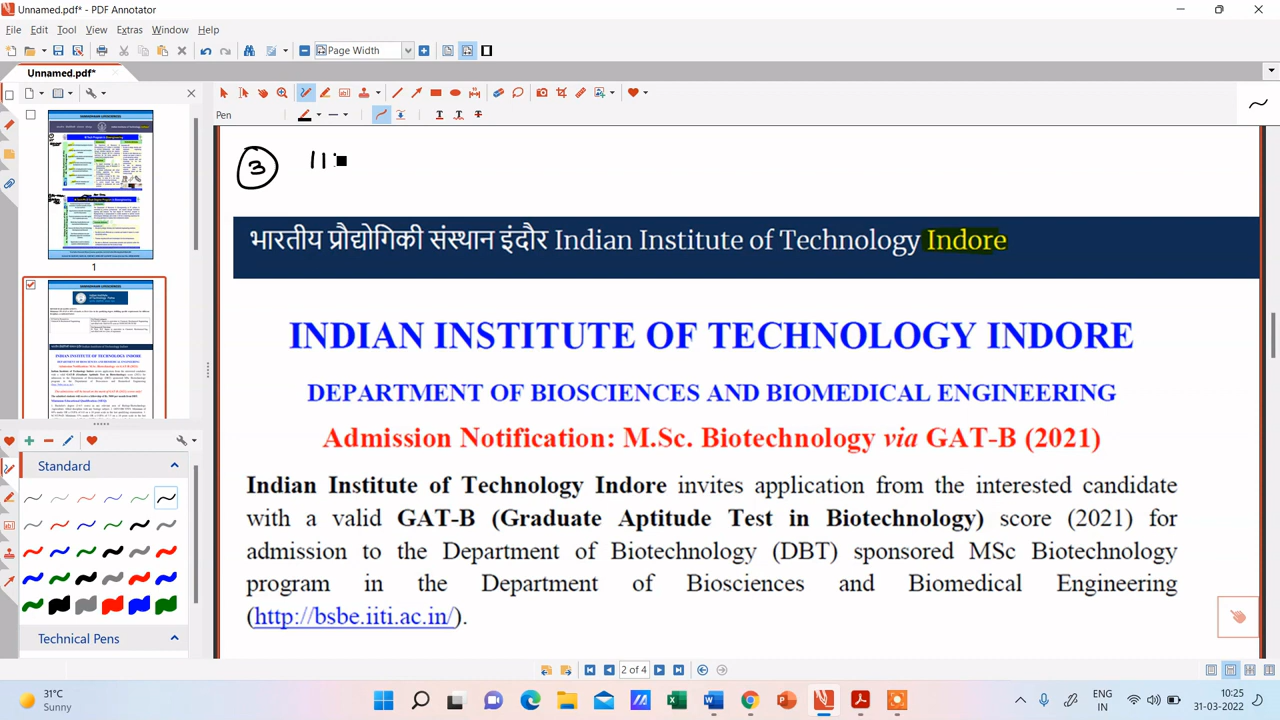 Unnamed.pdf* - PDF Annotator
File Edit Tool View Extras Window Help
Page Width
Unnamed.pdf*
Pen
3 11
भारतीय प्रौद्योगिकी संस्थान इंदौर Indian Institute of Technology Indore
1
INDIAN INSTITUTE OF TECHNOLOGY INDORE
DEPARTMENT OF BIOSCIENCES AND BIOMEDICAL ENGINEERING
Admission Notification: M.Sc. Biotechnology via GAT-B (2021)
Standard
Indian Institute of Technology Indore invites application from the interested candidate
with a valid GAT-B (Graduate Aptitude Test in Biotechnology) score (2021) for
admission to the Department of Biotechnology (DBT) sponsored MSc Biotechnology
program in the Department of Biosciences and Biomedical Engineering
(http://bsbe.iiti.ac.in/).
Technical Pens
2 of 4
31°C
Sunny
ENG
IN
10:25
31-03-2022